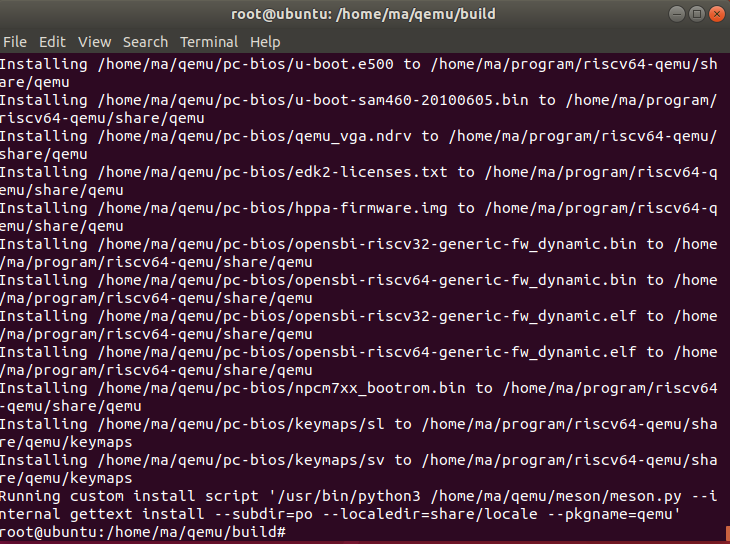 root@ubuntu: /home/ma/qemu/build
File Edit View Search Terminal Help
Installing /home/ma/qemu/pc-bios/u-boot.e500 to /home/ma/program/riscv64-qemu/sh
are/qemu
Installing /home/ma/qemu/pc-bios/u-boot-sam460-20100605.bin to /home/ma/program/
riscv64-qemu/share/qemu
Installing /home/ma/qemu/pc-bios/qemu_vga.ndrv to /home/ma/program/riscv64-qemu/
share/qemu
Installing /home/ma/qemu/pc-bios/edk2-licenses.txt to /home/ma/program/riscv64-q
emu/share/qemu
Installing /home/ma/qemu/pc-bios/hppa-firmware.img to /home/ma/program/riscv64-q
emu/share/qemu
Installing /home/ma/qemu/pc-bios/opensbi-riscv32-generic-fw_dynamic.bin to /home
/ma/program/riscv64-qemu/share/qemu
Installing /home/ma/qemu/pc-bios/opensbi-riscv64-generic-fw_dynamic.bin to /home
/ma/program/riscv64-qemu/share/qemu
Installing /home/ma/qemu/pc-bios/opensbi-riscv32-generic-fw_dynamic.elf to /home
/ma/program/riscv64-qemu/share/qemu
Installing /home/ma/qemu/pc-bios/opensbi-riscv64-generic-fw_dynamic.elf to /home
/ma/program/riscv64-qemu/share/qemu
Installing /home/ma/qemu/pc-bios/npcm7xx_bootrom.bin to /home/ma/program/riscv64
-qemu/share/qemu
Installing /home/ma/qemu/pc-bios/keymaps/sl to /home/ma/program/riscv64-qemu/sha
re/qemu/keymaps
Installing /home/ma/qemu/pc-bios/keymaps/sv to /home/ma/program/riscv64-qemu/sha
re/qemu/keymaps
Running custom install script '/usr/bin/python3 /home/ma/qemu/meson/meson.py --i
nternal gettext install --subdir=po --localedir=share/locale --pkgname=qemu'
root@ubuntu:/home/ma/qemu/build#